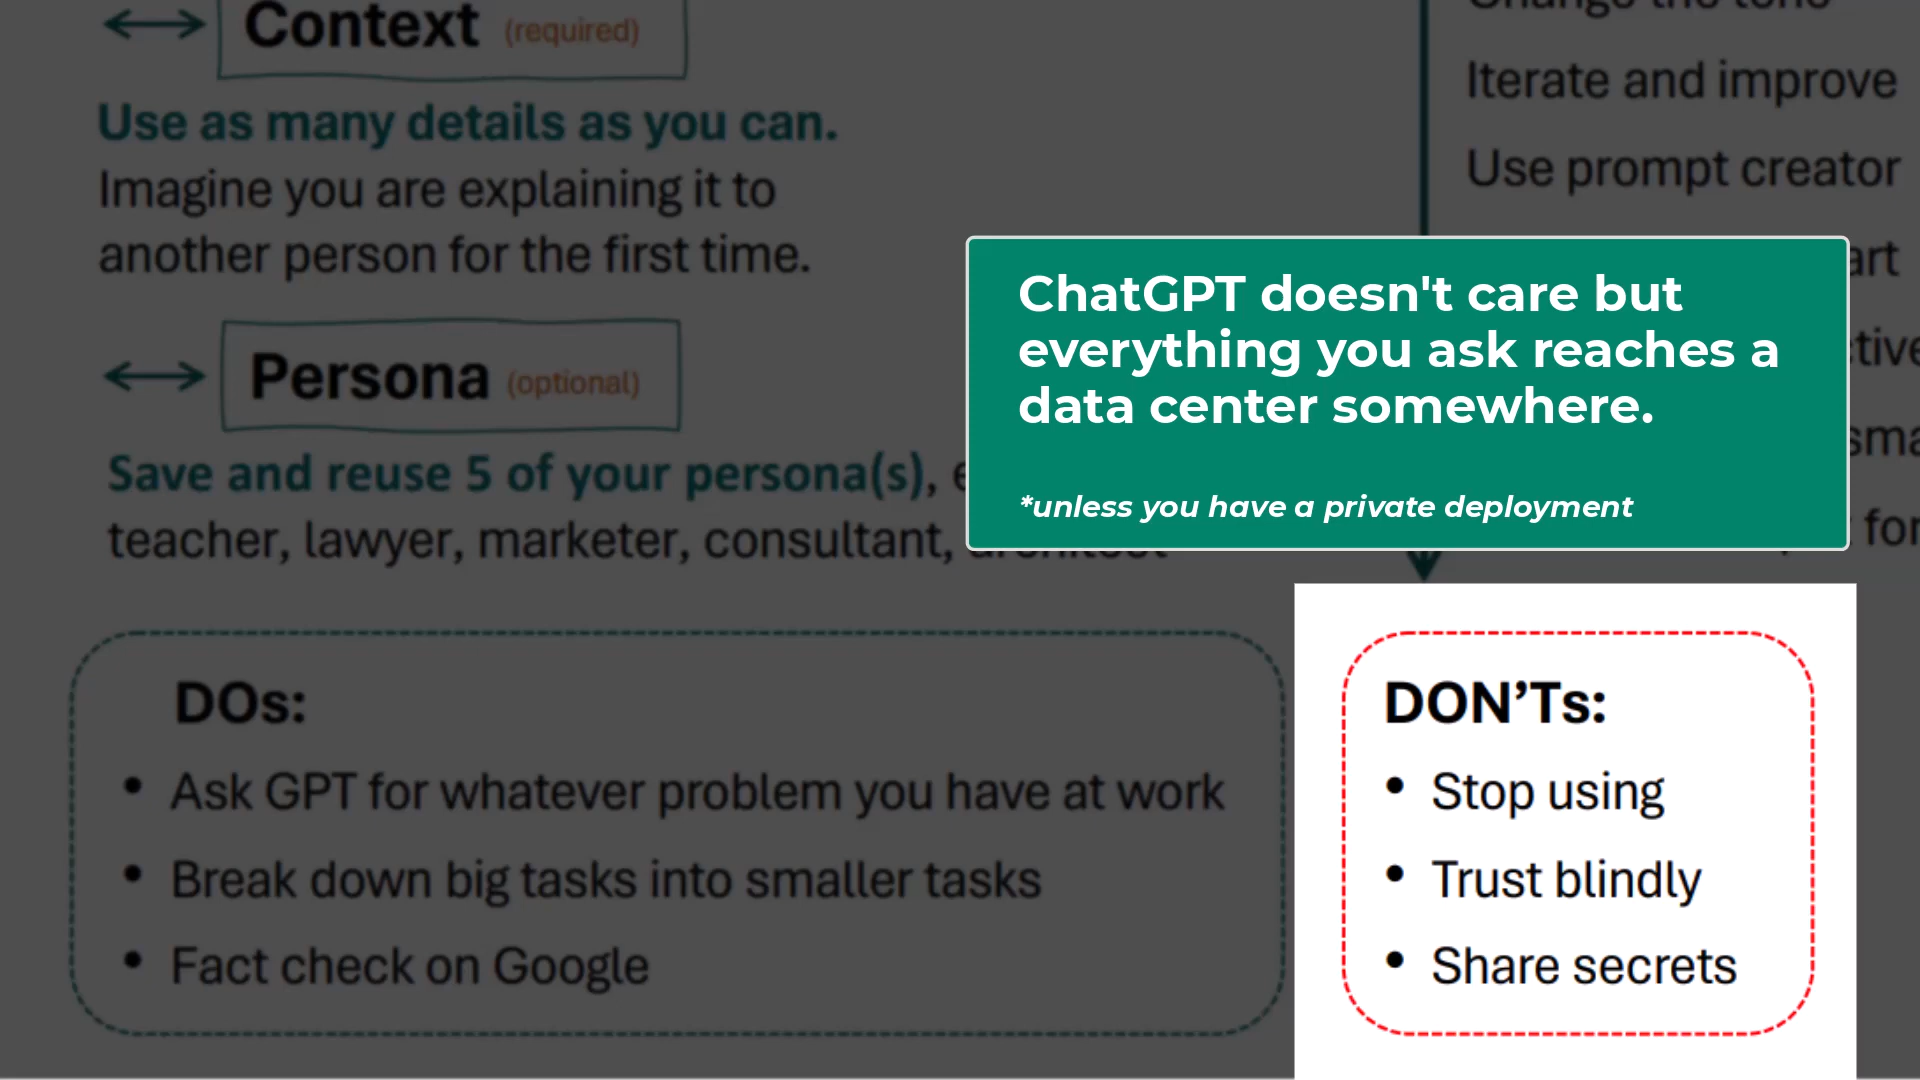 Context (required)
Use as many details as you can.
Imagine you are explaining it to
another person for the first time.
Persona (optional)
Save and reuse 5 of your persona(s),
teacher, lawyer, marketer, consultant, architect
Change the tone
Iterate and improve
Use prompt creator
ChatGPT doesn't care but
everything you ask reaches a
data center somewhere.
*unless you have a private deployment
DOs:
• Ask GPT for whatever problem you have at work
• Break down big tasks into smaller tasks
• Fact check on Google
DON’Ts:
• Stop using
• Trust blindly
• Share secrets